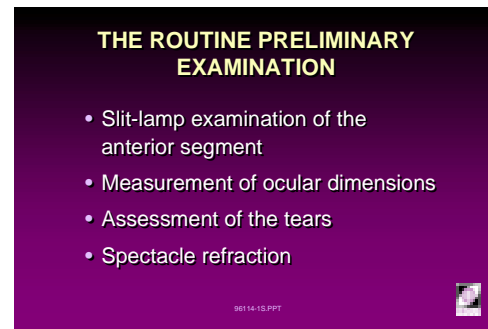 THE ROUTINE PRELIMINARY
EXAMINATION
• Slit-lamp examination of the
anterior segment
• Measurement of ocular dimensions
• Assessment of the tears
• Spectacle refraction
96114-1S.PPT